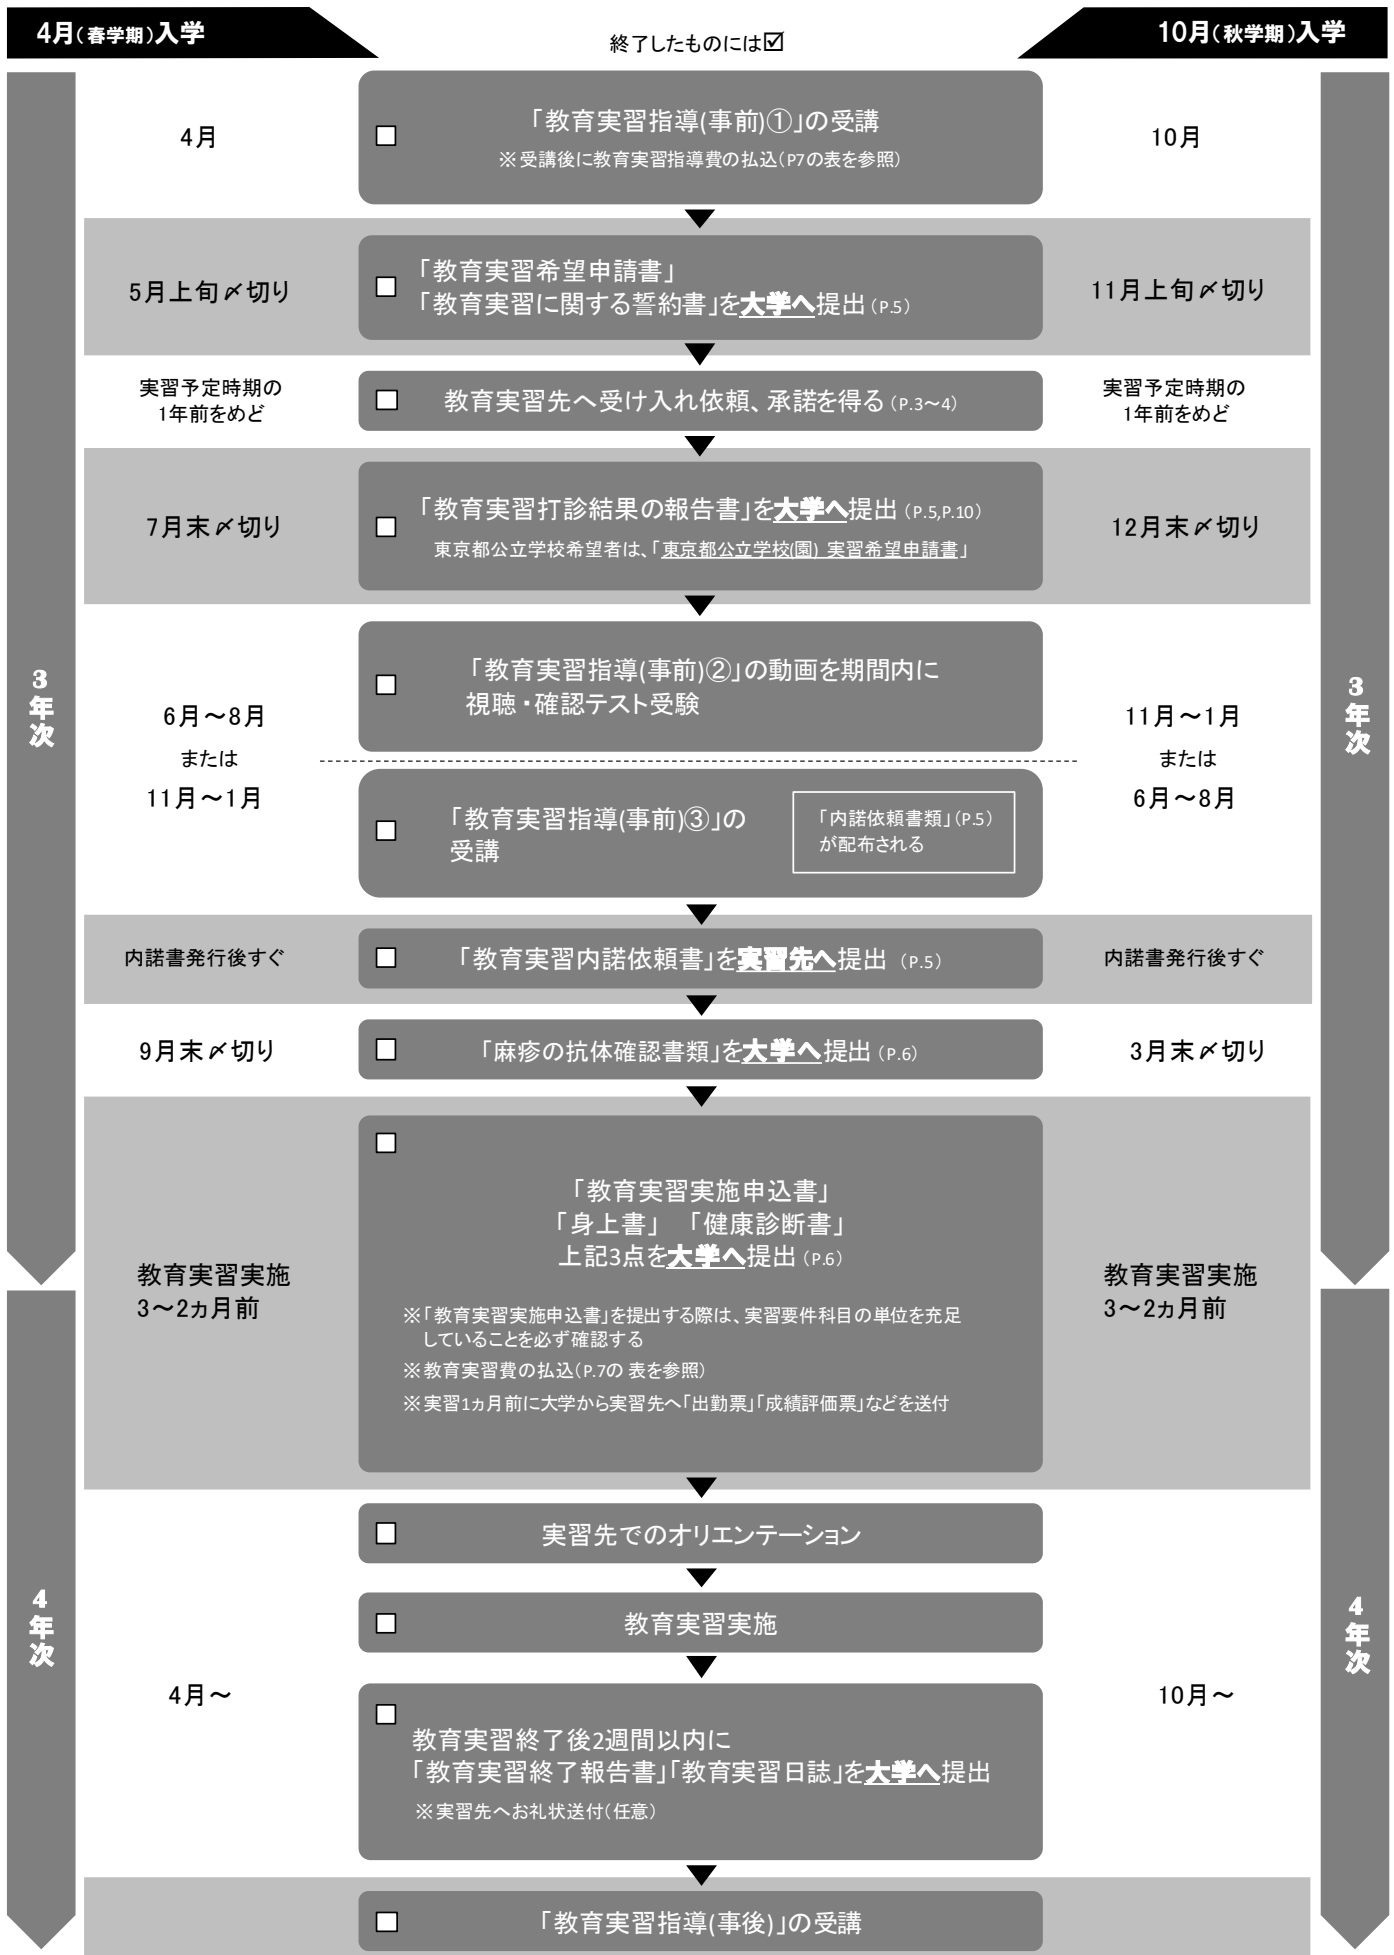 4月(春学期)入学
終了したものには☑
10月(秋学期)入学
4月
「教育実習指導(事前)①」の受講
※受講後に教育実習指導費の払込(P7の表を参照)
10月
5月上旬〆切り
「教育実習希望申請書」
「教育実習に関する誓約書」を大学へ提出(P.5)
11月上旬〆切り
実習予定時期の
1年前をめど
教育実習先へ受け入れ依頼、承諾を得る(P.3～4)
実習予定時期の
1年前をめど
7月末〆切り
「教育実習打診結果の報告書」を大学へ提出(P.5,P.10)
東京都公立学校希望者は、「東京都公立学校(園) 実習希望申請書」
12月末〆切り
3年次
6月～8月
または
11月～1月
「教育実習指導(事前)②」の動画を期間内に
視聴・確認テスト受験
「教育実習指導(事前)③」の
受講
「内諾依頼書類」(P.5)
が配布される
11月～1月
または
6月～8月
3年次
内諾書発行後すぐ
「教育実習内諾依頼書」を実習先へ提出 (P.5)
内諾書発行後すぐ
9月末〆切り
「麻疹の抗体確認書類」を大学へ提出(P.6)
3月末〆切り
教育実習実施
3～2ヵ月前
「教育実習実施申込書」
「身上書」 「健康診断書」
上記3点を大学へ提出(P.6)
※「教育実習実施申込書」を提出する際は、実習要件科目の単位を充足
していることを必ず確認する
※教育実習費の払込(P.7の 表を参照)
※実習1ヵ月前に大学から実習先へ「出勤票」「成績評価票」などを送付
教育実習実施
3～2ヵ月前
実習先でのオリエンテーション
4年次
教育実習実施
4年次
4月～
教育実習終了後2週間以内に
「教育実習終了報告書」「教育実習日誌」を大学へ提出
※実習先へお礼状送付(任意)
10月～
「教育実習指導(事後)」の受講